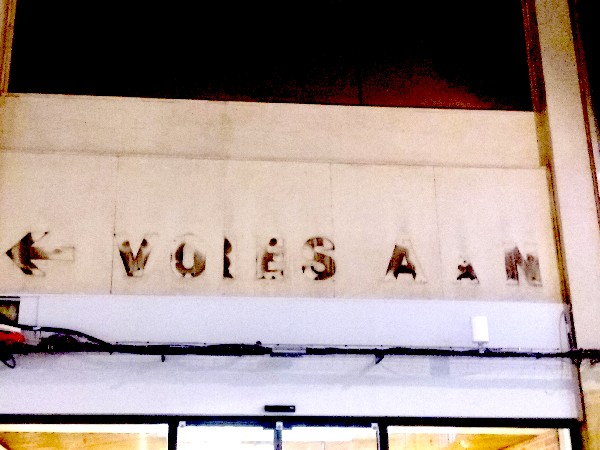 ← VOIES A à N